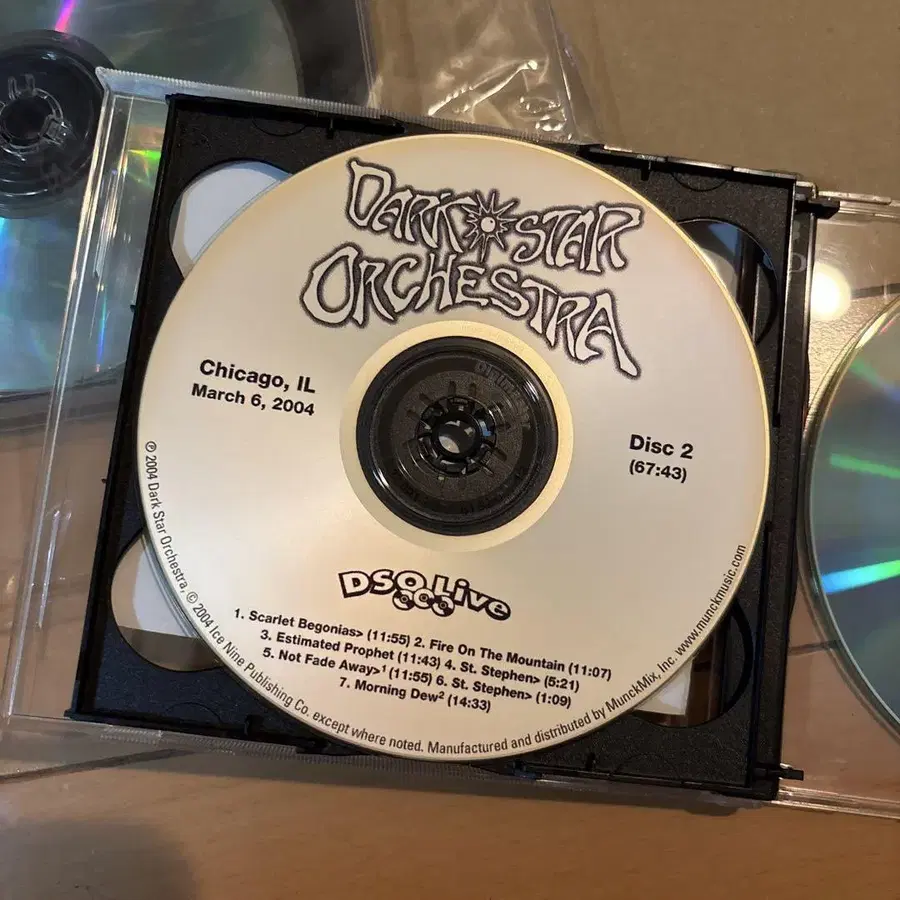 DARK STAR
ORCHESTRA
Chicago, IL
March 6, 2004
Disc 2
(67:43)
DSO Live
1. Scarlet Begonias> (11:55) 2. Fire On The Mountain (11:07)
3. Estimated Prophet (11:43) 4. St. Stephen> (5:21)
5. Not Fade Away>¹ (11:55) 6. St. Stephen> (1:09)
7. Morning Dew² (14:33)
℗ 2004 Dark Star Orchestra, © 2004 Ice Nine Publishing Co. except where noted. Manufactured and distributed by MunckMix, Inc. www.munckmusic.com